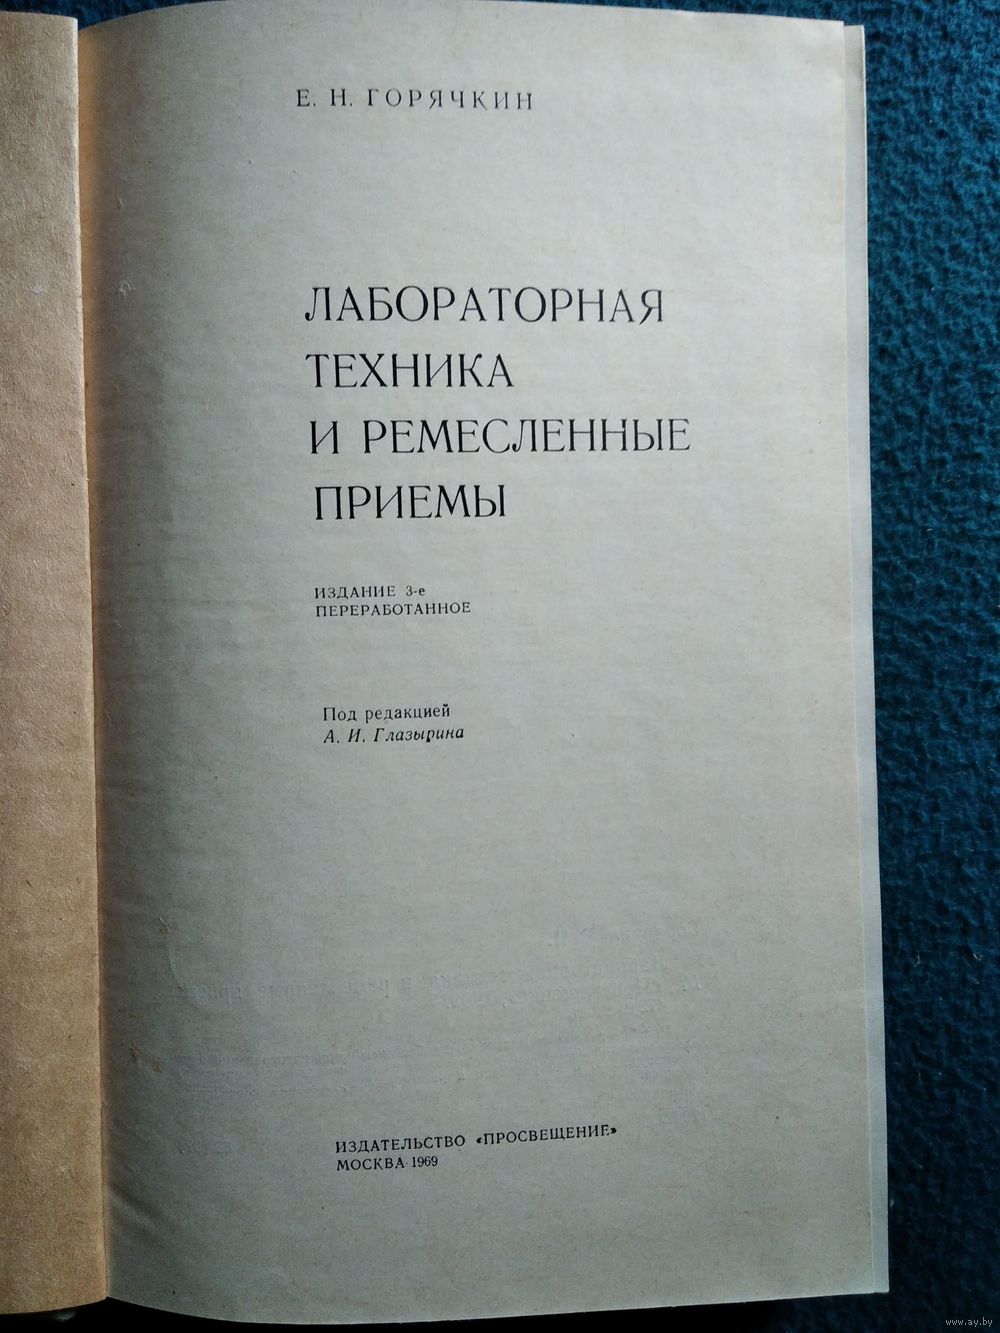 Е. Н. ГОРЯЧКИН
ЛАБОРАТОРНАЯ
ТЕХНИКА
И РЕМЕСЛЕННЫЕ
ПРИЕМЫ
ИЗДАНИЕ 3-е
ПЕРЕРАБОТАННОЕ
Под редакцией
А. И. Глазырина
ИЗДАТЕЛЬСТВО «ПРОСВЕЩЕНИЕ»
МОСКВА 1969
www.ay.by